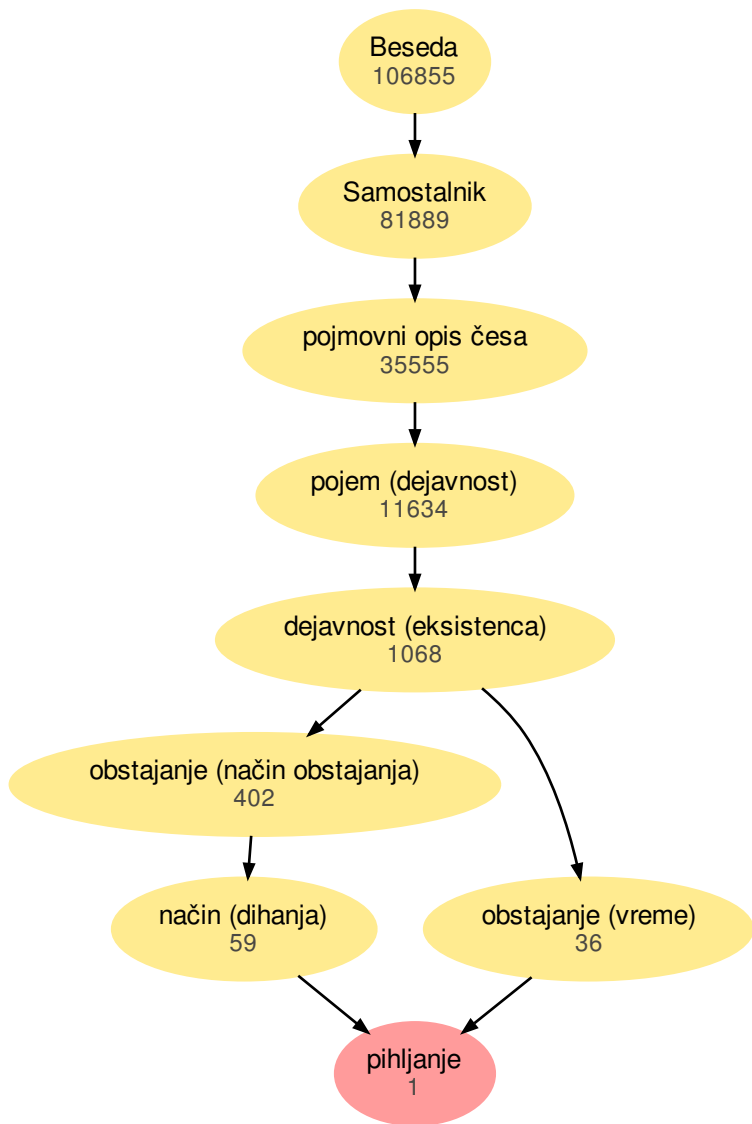 Beseda
106855
Samostalnik
81889
pojmovni opis česa
35555
pojem (dejavnost)
11634
dejavnost (eksistenca)
1068
obstajanje (način obstajanja)
402
način (dihanja)
59
obstajanje (vreme)
36
pihljanje
1